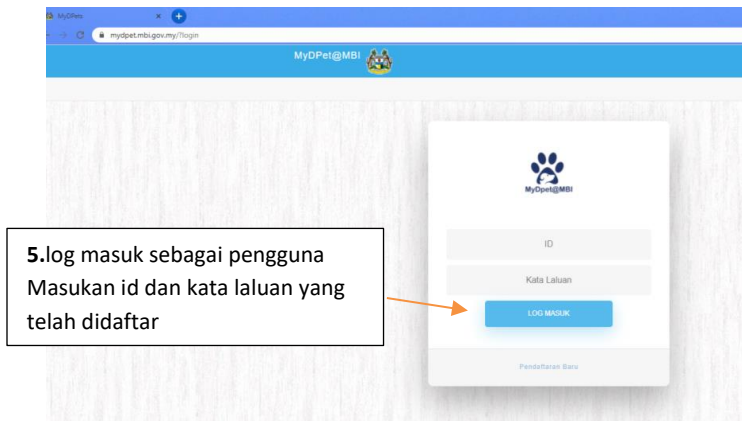 MyDPets
mydpet.mbi.gov.my/?login
MyDPet@MBI
MyDpet@MBI
ID
Kata Laluan
LOG MASUK
Pendaftaran Baru
5.log masuk sebagai pengguna
Masukan id dan kata laluan yang
telah didaftar